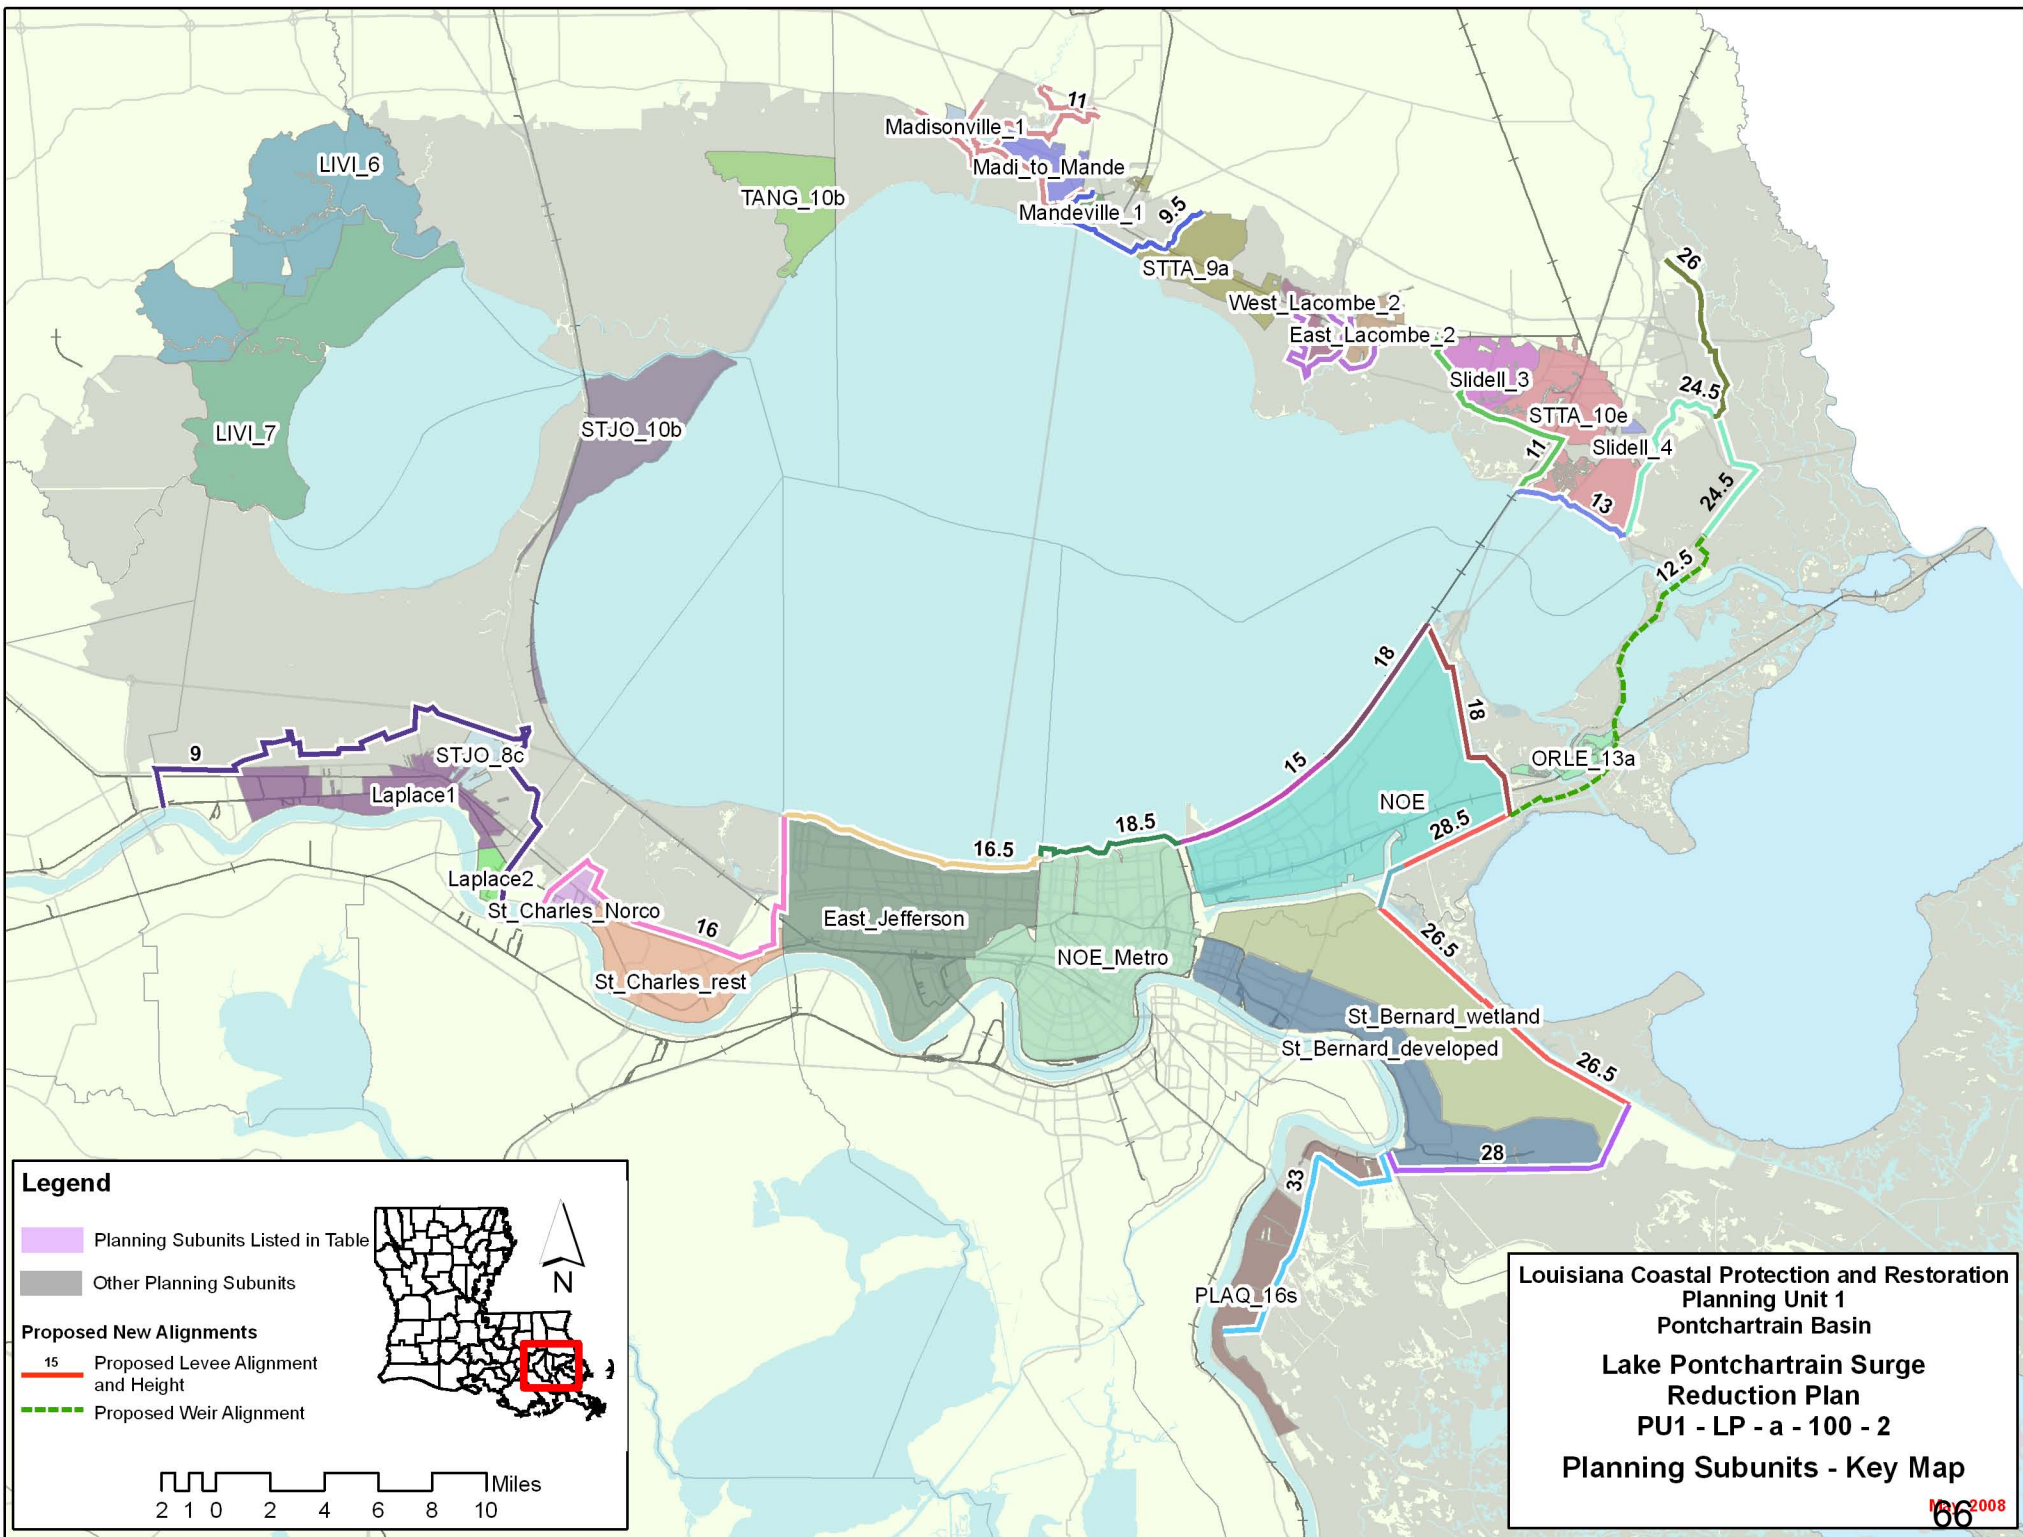 11
Madisonville_1
LIVI_6
Madi_to_Mande
TANG_10b
Mandeville_1
9.5
STTA_9a
26
West_Lacombe_2
East_Lacombe_2
Slidell_3
24.5
STTA_10e
STJO_10b
LIVI_7
11
Slidell_4
24.5
13
12.5
18
18
9
STJO_8c
15
ORLE_13a
Laplace1
NOE
18.5
28.5
16.5
Laplace2
St_Charles_Norco
East_Jefferson
16
26.5
NOE_Metro
St_Charles_rest
St_Bernard_wetland
St_Bernard_developed
26.5
28
33
PLAQ_16s
Legend
Planning Subunits Listed in Table
Other Planning Subunits
Proposed New Alignments
15
Proposed Levee Alignment
and Height
Proposed Weir Alignment
N
Miles
2 1 0 2 4 6 8 10
Louisiana Coastal Protection and Restoration
Planning Unit 1
Pontchartrain Basin
Lake Pontchartrain Surge
Reduction Plan
PU1 - LP - a - 100 - 2
Planning Subunits - Key Map
May, 2008
66